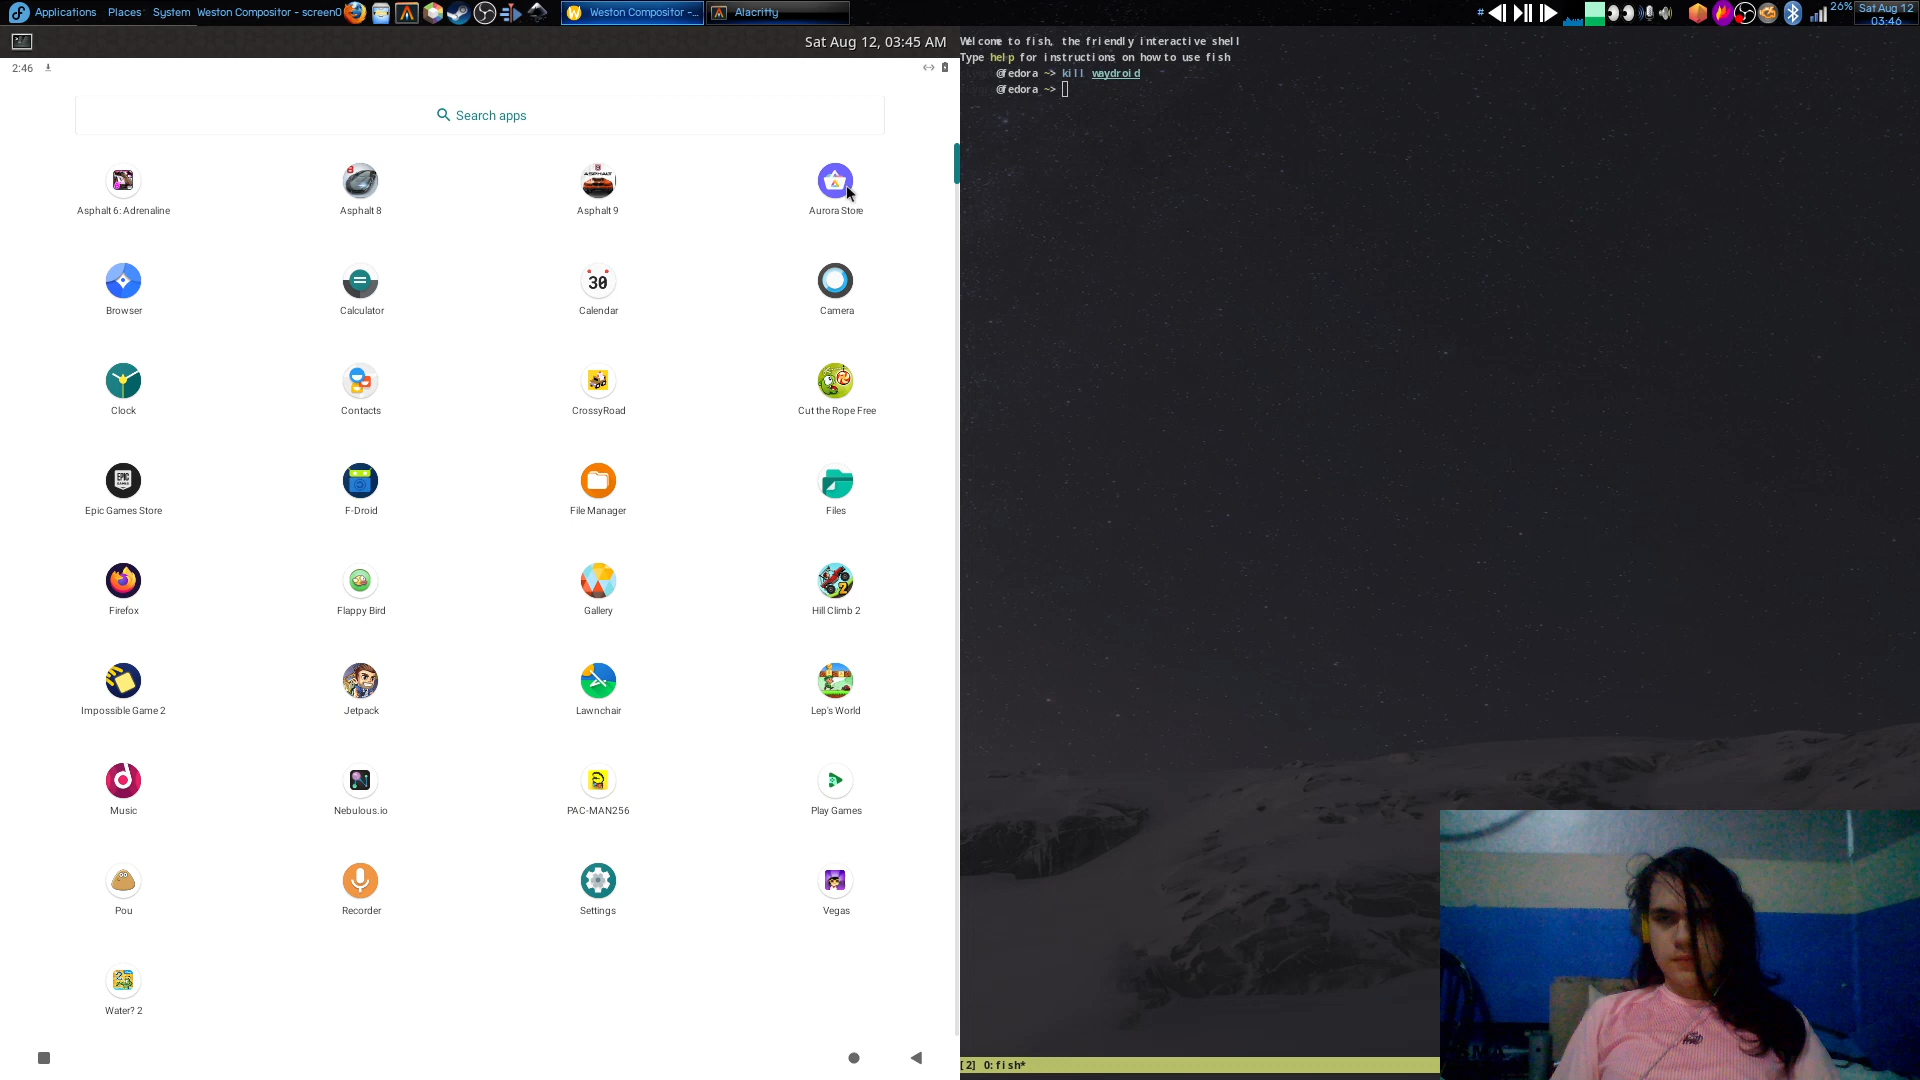 Applications Places System Weston Compositor - screen0
Weston Compositor -...
Alacritty
26%
Sat Aug 12
03:46
Sat Aug 12, 03:45 AM
2:46
Search apps
Asphalt 6: Adrenaline
Asphalt 8
Asphalt 9
Aurora Store
Browser
Calculator
30
Calendar
Camera
Clock
Contacts
CrossyRoad
Cut the Rope Free
EPIC
GAMES
Epic Games Store
F-Droid
File Manager
Files
Firefox
Flappy Bird
Gallery
2
Hill Climb 2
Impossible Game 2
Jetpack
Lawnchair
Lep's World
Music
Nebulous.io
PAC-MAN256
Play Games
Pou
Recorder
Settings
Vegas
Water? 2
Welcome to fish, the friendly interactive shell
Type help for instructions on how to use fish
@fedora ~> kill waydroid
@fedora ~>
[2] 0:fish*